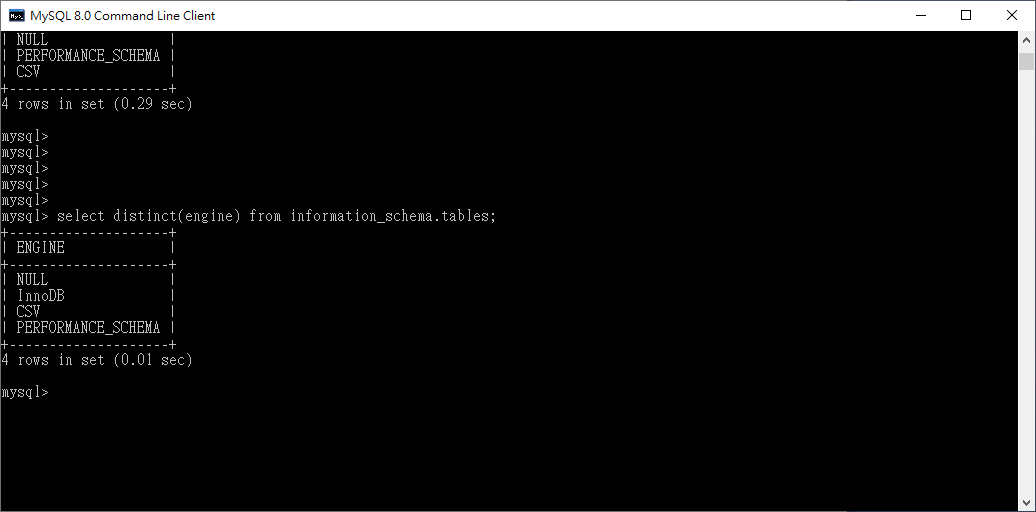 MySQL 8.0 Command Line Client
| NULL               |
| PERFORMANCE_SCHEMA |
| CSV                |
+--------------------+
4 rows in set (0.29 sec)
mysql>
mysql>
mysql>
mysql>
mysql>
mysql> select distinct(engine) from information_schema.tables;
+--------------------+
| ENGINE             |
+--------------------+
| NULL               |
| InnoDB             |
| CSV                |
| PERFORMANCE_SCHEMA |
+--------------------+
4 rows in set (0.01 sec)
mysql>